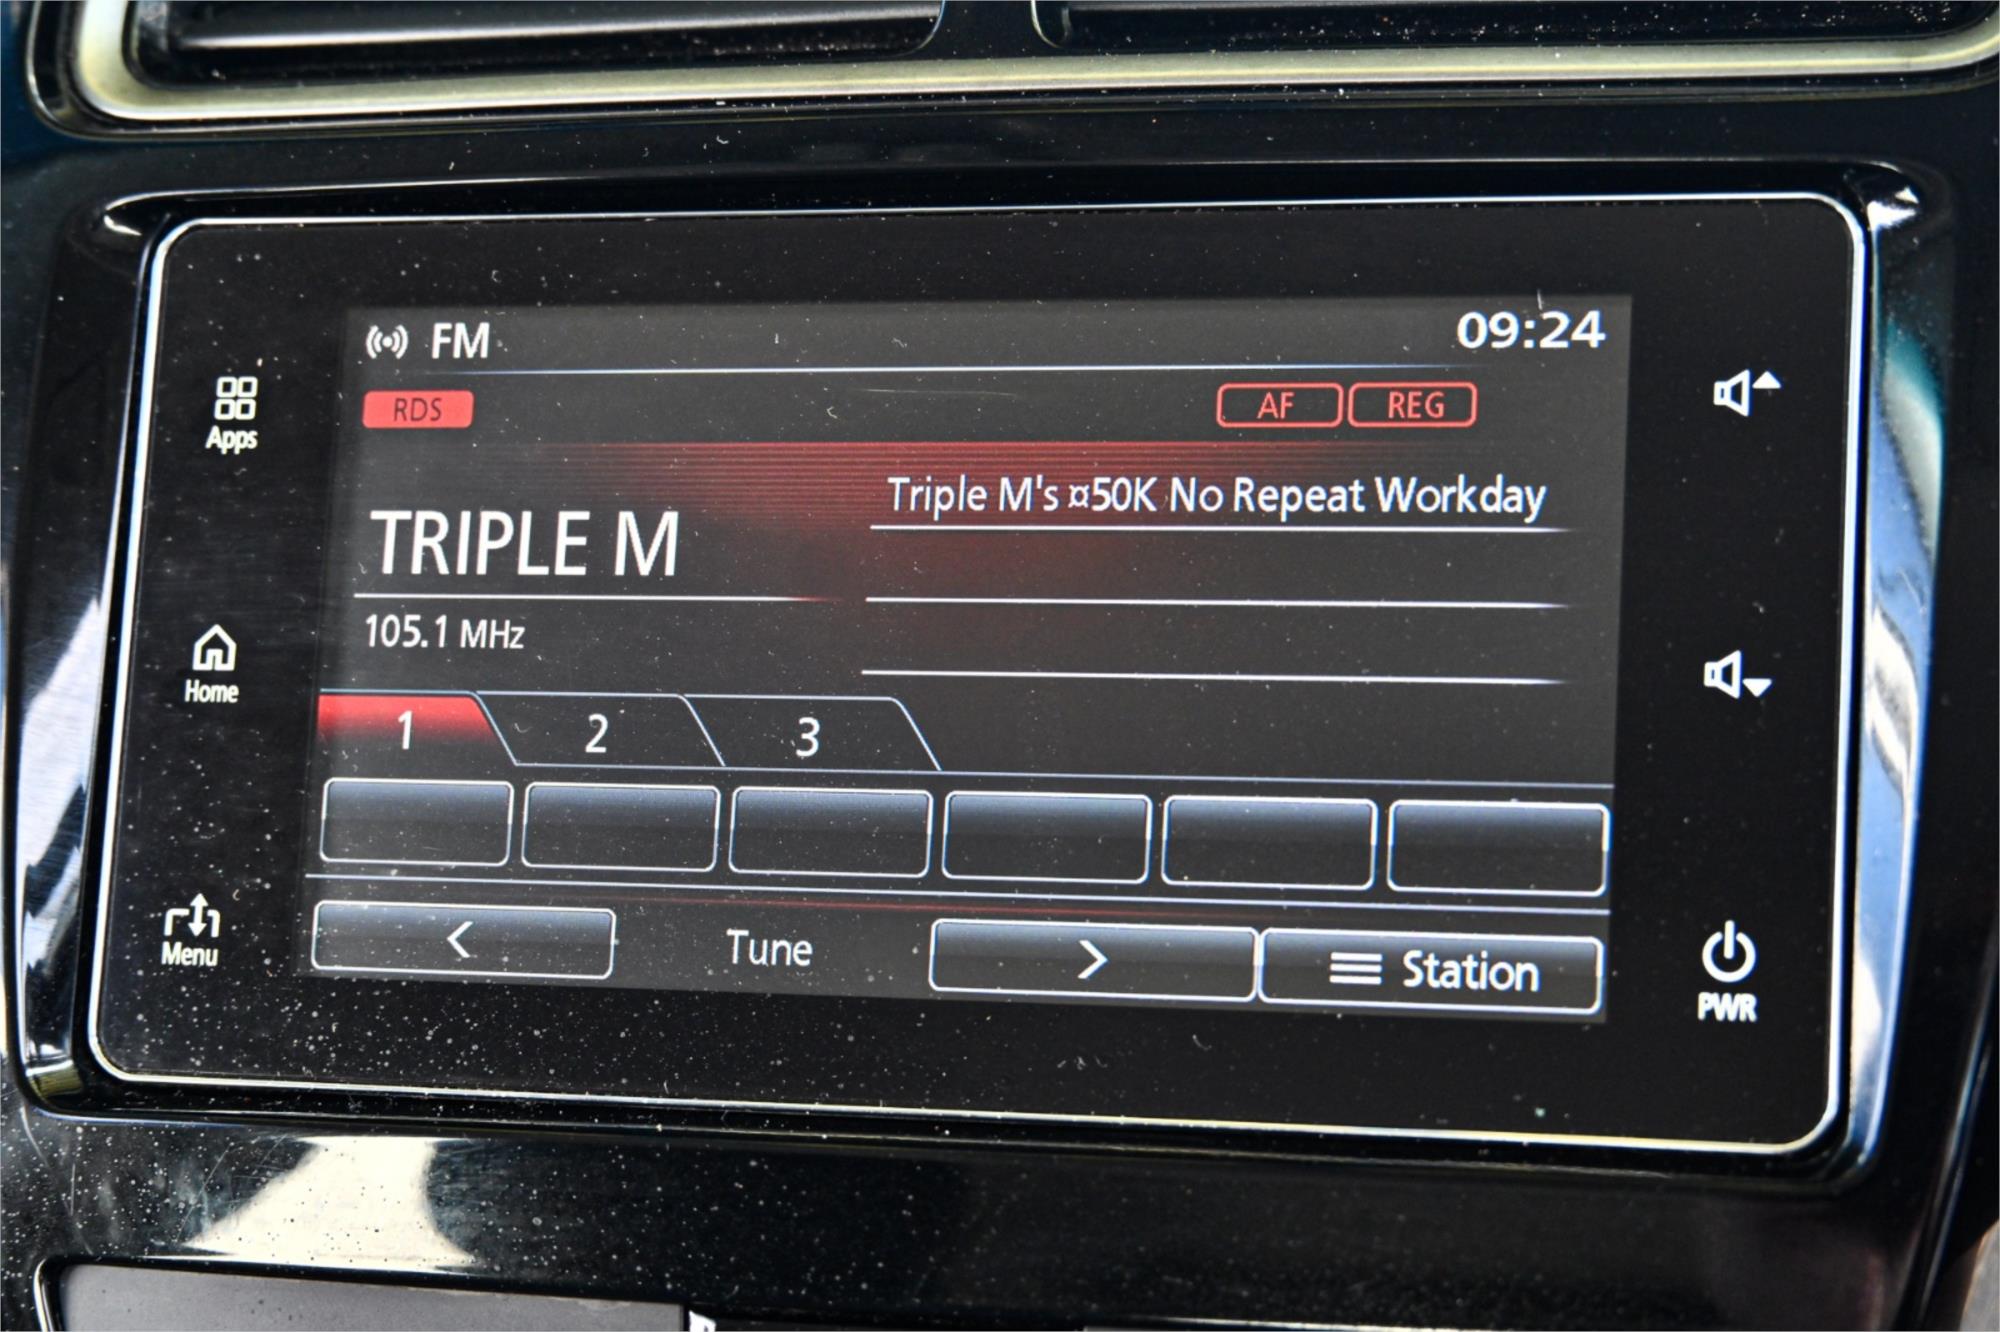 FM
09:24
Apps
RDS
AF
REG
Triple M's ¤50K No Repeat Workday
TRIPLE M
105.1 MHz
Home
1
2
3
Menu
<
Tune
>
Station
PWR